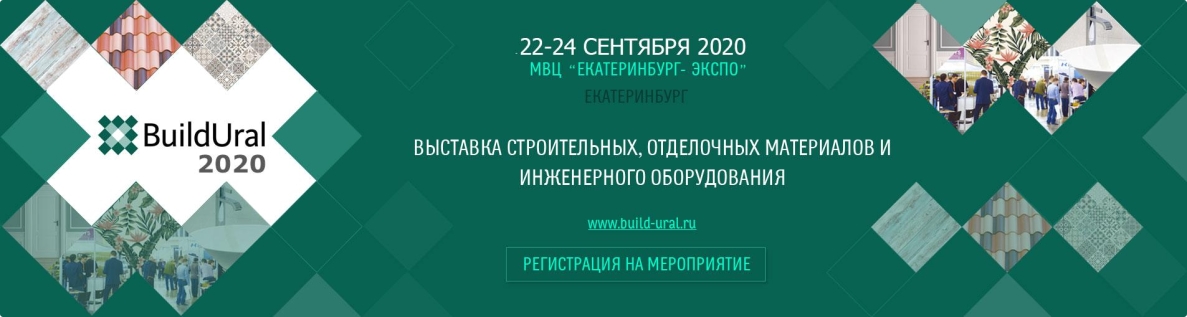 BuildUral
2020
22-24 СЕНТЯБРЯ 2020
МВЦ “ЕКАТЕРИНБУРГ- ЭКСПО”
ЕКАТЕРИНБУРГ
ВЫСТАВКА СТРОИТЕЛЬНЫХ, ОТДЕЛОЧНЫХ МАТЕРИАЛОВ И
ИНЖЕНЕРНОГО ОБОРУДОВАНИЯ
www.build-ural.ru
РЕГИСТРАЦИЯ НА МЕРОПРИЯТИЕ